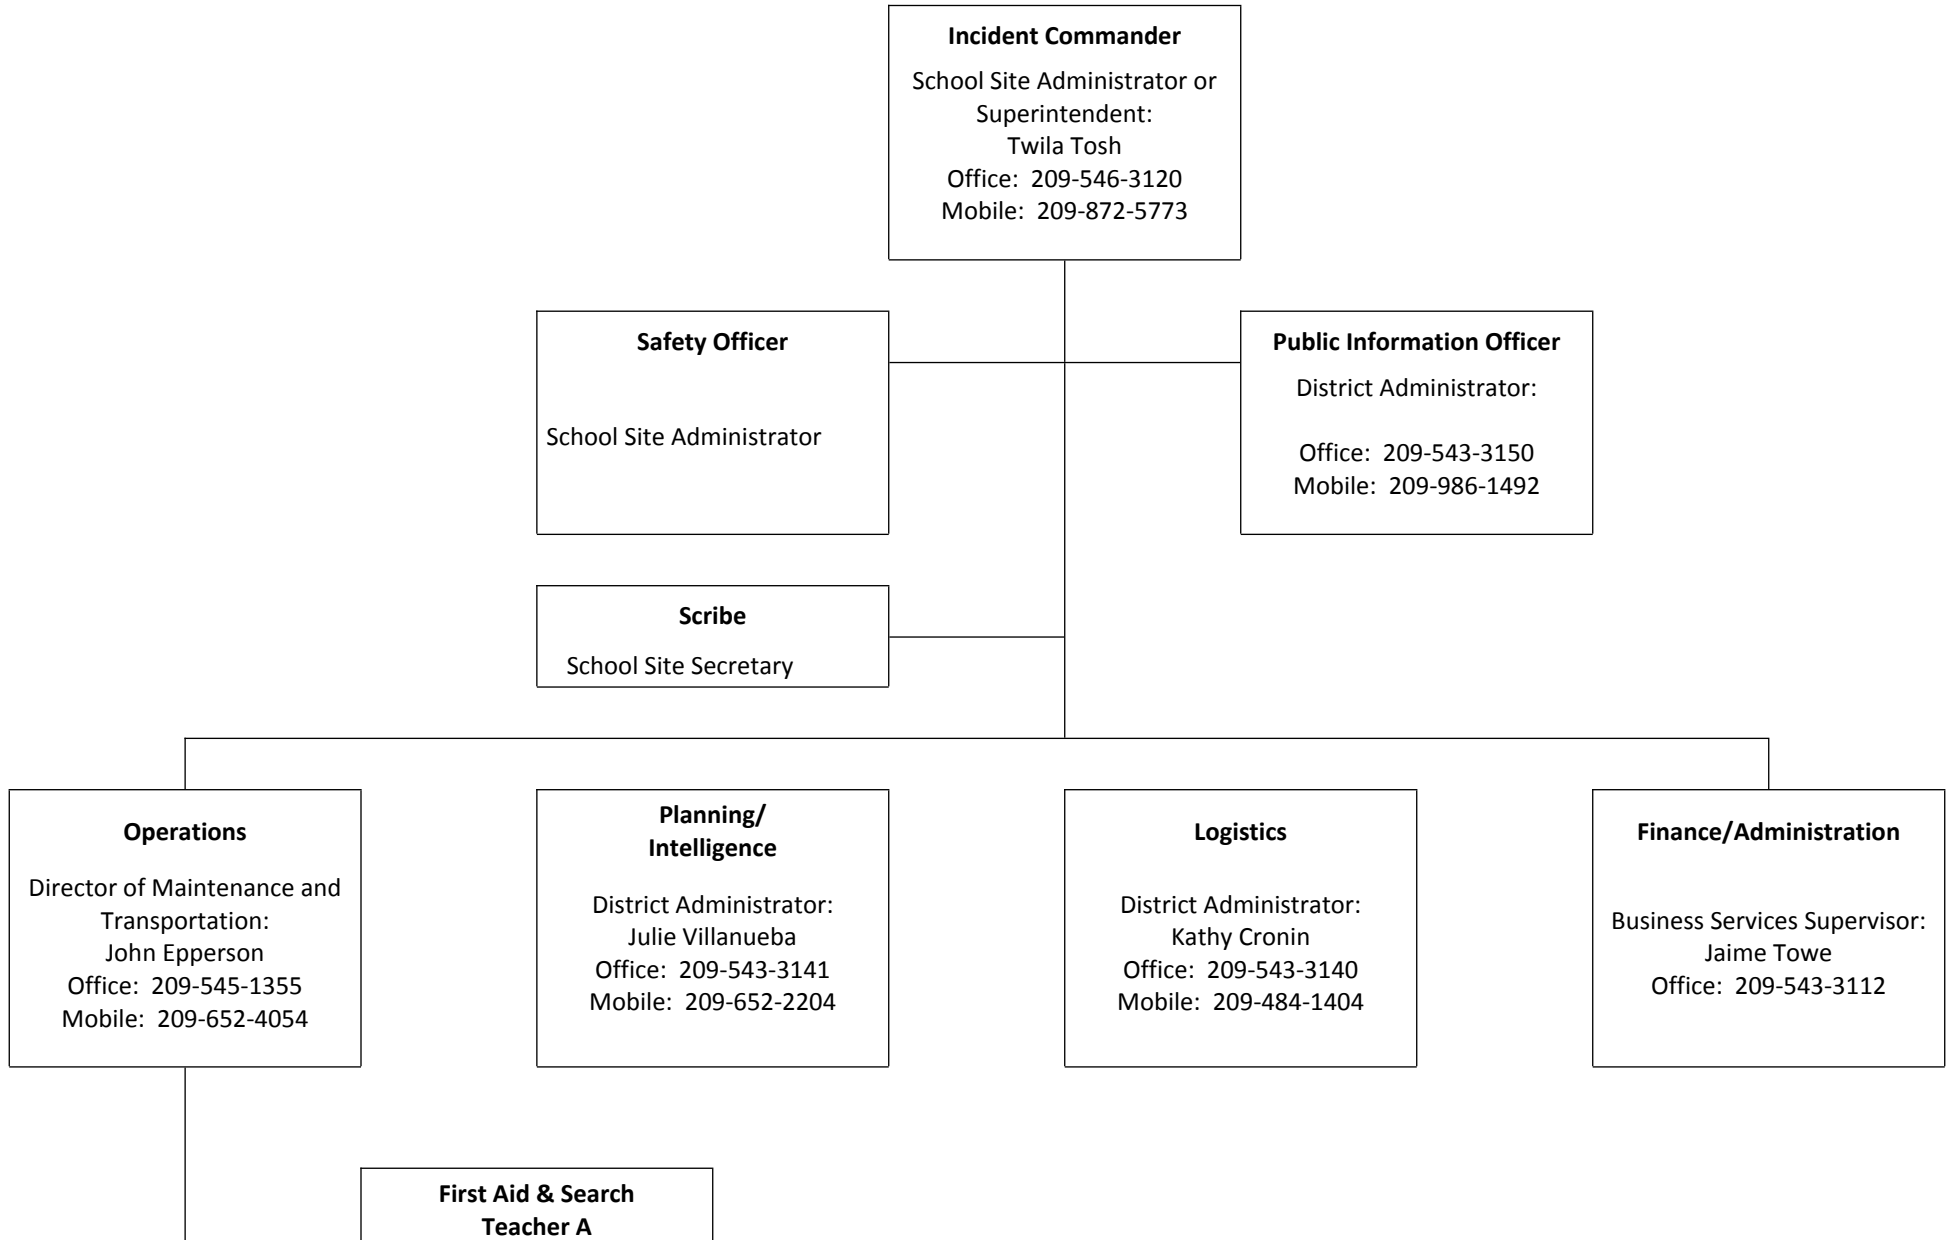 Incident Commander
School Site Administrator or
Superintendent:
Twila Tosh
Office: 209-546-3120
Mobile: 209-872-5773
Safety Officer
School Site Administrator
Public Information Officer
District Administrator:
Office: 209-543-3150
Mobile: 209-986-1492
Scribe
School Site Secretary
Operations
Director of Maintenance and
Transportation:
John Epperson
Office: 209-545-1355
Mobile: 209-652-4054
Planning/
Intelligence
District Administrator:
Julie Villanueba
Office: 209-543-3141
Mobile: 209-652-2204
Logistics
District Administrator:
Kathy Cronin
Office: 209-543-3140
Mobile: 209-484-1404
Finance/Administration
Business Services Supervisor:
Jaime Towe
Office: 209-543-3112
First Aid & Search
Teacher A